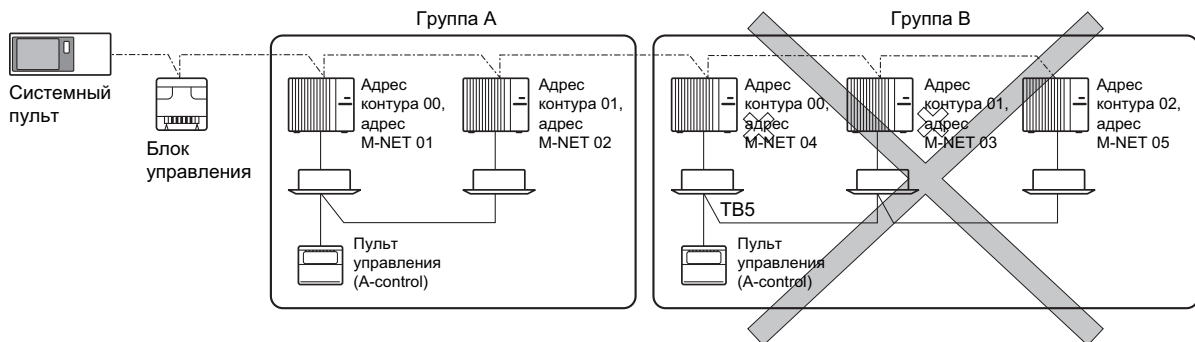 Группа A
Группа B
Системный
пульт
Блок
управления
Адрес
контура 00,
адрес
M-NET 01
Адрес
контура 01,
адрес
M-NET 02
Пульт
управления
(A-control)
Адрес
контура 00,
адрес
M-NET 04
Адрес
контура 01,
адрес
M-NET 03
Адрес
контура 02,
адрес
M-NET 05
TB5
Пульт
управления
(A-control)